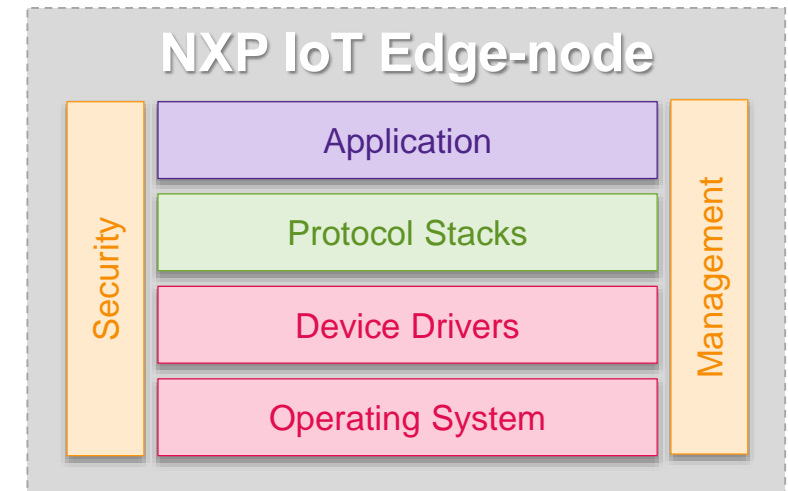 NXP IoT Edge-node
Security
Application
Protocol Stacks
Device Drivers
Operating System
Management